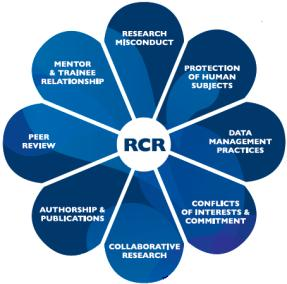 RESEARCH
MISCONDUCT
PROTECTION
OF HUMAN
SUBJECTS
DATA
MANAGEMENT
PRACTICES
CONFLICTS
OF INTERESTS &
COMMITMENT
COLLABORATIVE
RESEARCH
AUTHORSHIP &
PUBLICATIONS
PEER
REVIEW
MENTOR
& TRAINEE
RELATIONSHIP
RCR